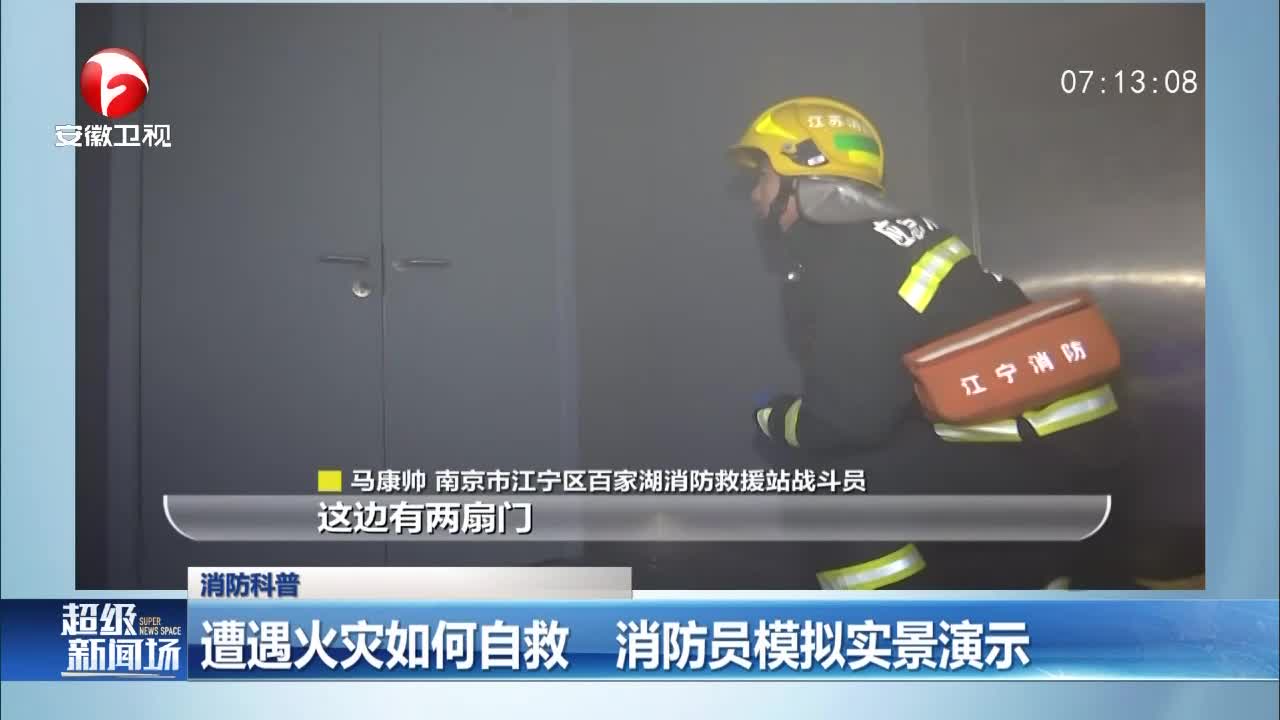 安徽卫视
07:13:08
江苏消
应急
江宁消防
马康帅 南京市江宁区百家湖消防救援站战斗员
这边有两扇门
消防科普
超级新闻场
SUPER
NEWS SPACE
遭遇火灾如何自救 消防员模拟实景演示